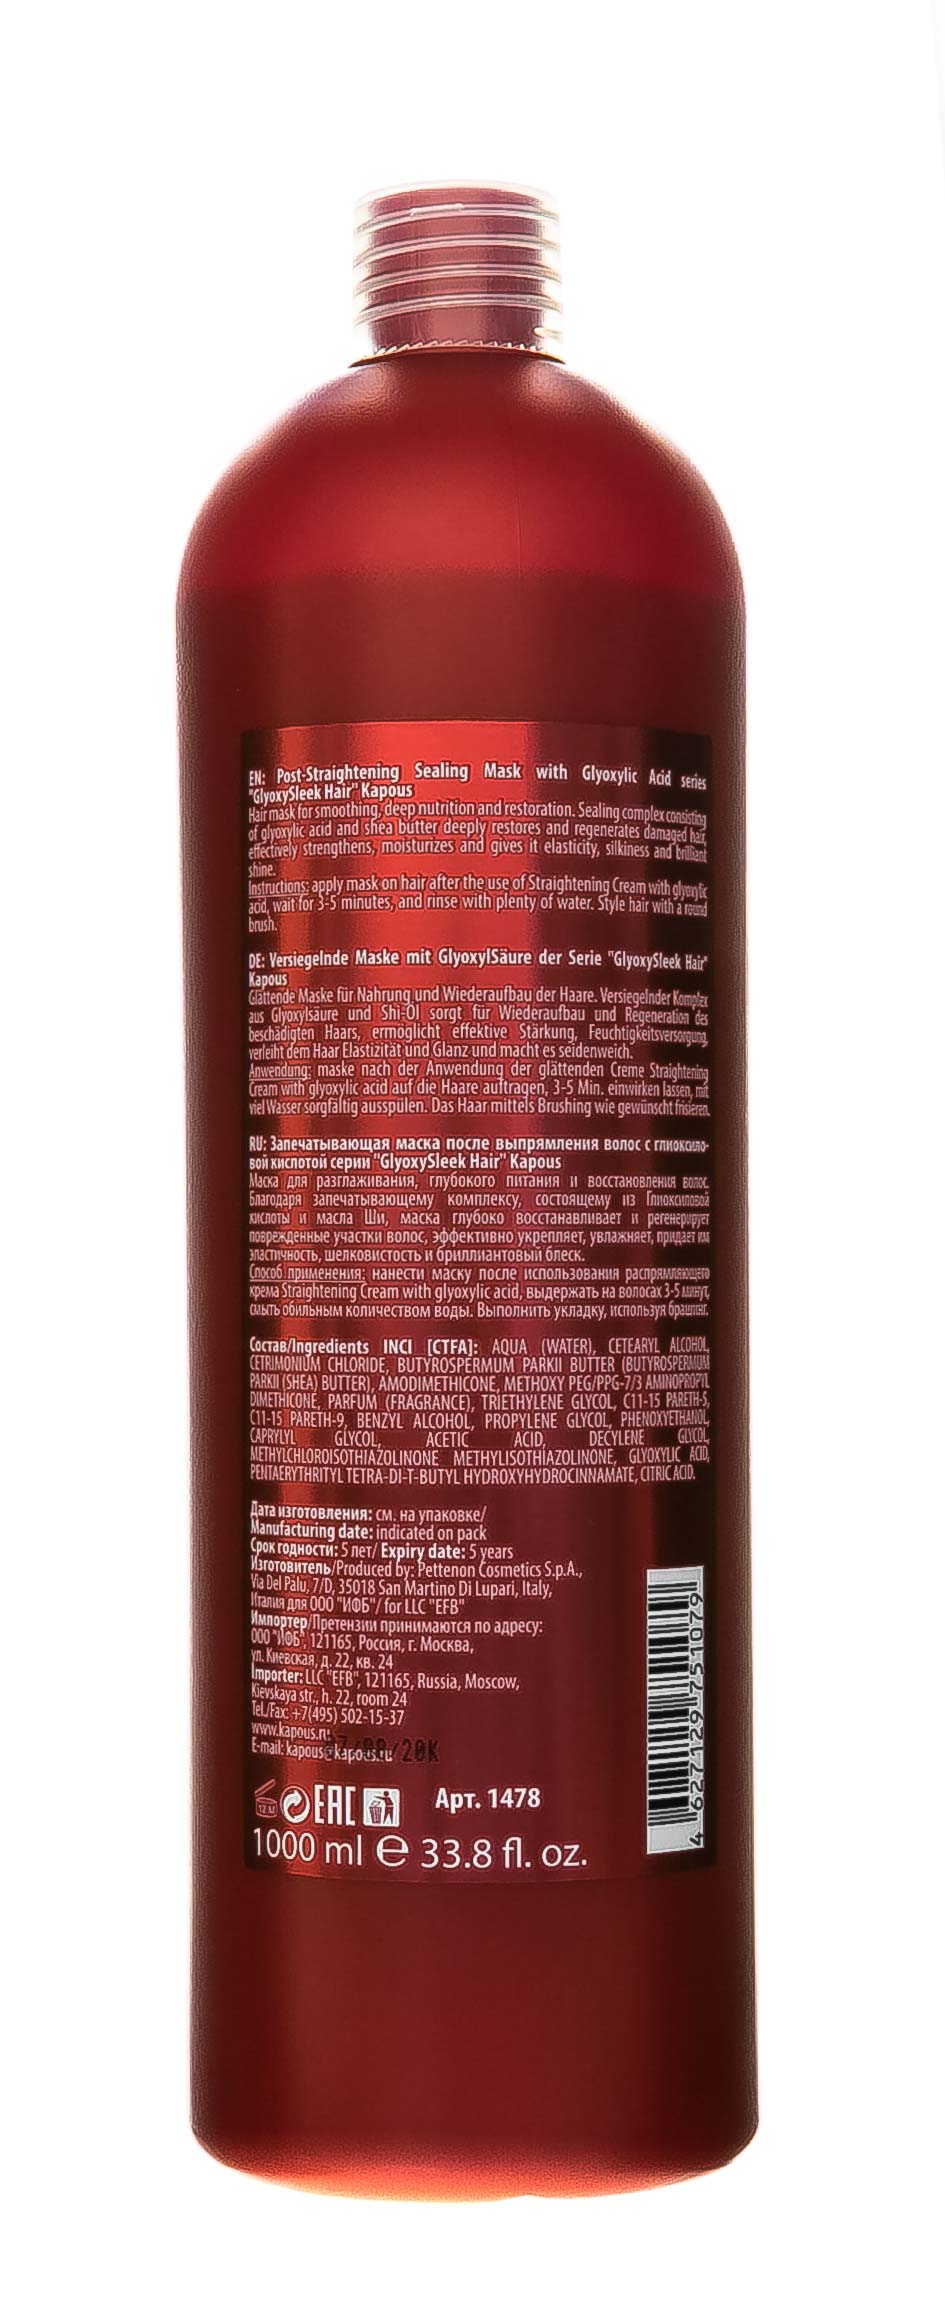 EN: Post-Straightening Sealing Mask with Glyoxylic Acid series
"GlyoxySleek Hair" Kapous
Hair mask for smoothing, deep nutrition and restoration. Sealing complex consisting
of glyoxylic acid and shea butter deeply restores and regenerates damaged hair,
effectively strengthens, moisturizes and gives it elasticity, silkiness and brilliant
shine.
Instructions: apply mask on hair after the use of Straightening Cream with glyoxylic
acid, wait for 3-5 minutes, and rinse with plenty of water. Style hair with a round
brush.
DE: Versiegelnde Maske mit GlyoxylSäure der Serie "GlyoxySleek Hair"
Kapous
Glättende Maske für Nahrung und Wiederaufbau der Haare. Versiegelnder Komplex
aus Glyoxylsäure und Shi-Öl sorgt für Wiederaufbau und Regeneration des
beschädigten Haars, ermöglicht effektive Stärkung, Feuchtigkeitsversorgung,
verleiht dem Haar Elastizität und Glanz und macht es seidenweich.
Anwendung: maske nach der Anwendung der glättenden Creme Straightening
Cream with glyoxylic acid auf die Haare auftragen, 3-5 Min. einwirken lassen, mit
viel Wasser sorgfältig ausspülen. Das Haar mittels Brushing wie gewünscht frisieren.
RU: Запечатывающая маска после выпрямления волос с глиоксило-
вой кислотой серии "GlyoxySleek Hair" Kapous
Маска для разглаживания, глубокого питания и восстановления волос.
Благодаря запечатывающему комплексу, состоящему из Глиоксиловой
кислоты и масла Ши, маска глубоко восстанавливает и регенерирует
поврежденные участки волос, эффективно укрепляет, увлажняет, придает им
эластичность, шелковистость и бриллиантовый блеск.
Способ применения: нанести маску после использования распрямляющего
крема Straightening Cream with glyoxylic acid, выдержать на волосах 3-5 минут,
смыть обильным количеством воды. Выполнить укладку, используя брашинг.
Состав/Ingredients INCI [CTFA]: AQUA (WATER), CETEARYL ALCOHOL,
CETRIMONIUM CHLORIDE, BUTYROSPERMUM PARKII BUTTER (BUTYROSPERMUM
PARKII (SHEA) BUTTER), AMODIMETHICONE, METHOXY PEG/PPG-7/3 AMINOPROPYL
DIMETHICONE, PARFUM (FRAGRANCE), TRIETHYLENE GLYCOL, C11-15 PARETH-5,
C11-15 PARETH-9, BENZYL ALCOHOL, PROPYLENE GLYCOL, PHENOXYETHANOL,
CAPRYLYL GLYCOL, ACETIC ACID, DECYLENE GLYCOL,
METHYLCHLOROISOTHIAZOLINONE METHYLISOTHIAZOLINONE, GLYOXYLIC ACID,
PENTAERYTHRITYL TETRA-DI-T-BUTYL HYDROXYHYDROCINNAMATE, CITRIC ACID.
Дата изготовления: см. на упаковке/
Manufacturing date: indicated on pack
Срок годности: 5 лет/ Expiry date: 5 years
Изготовитель/Produced by: Pettenon Cosmetics S.p.A.,
Via Del Palù, 7/D, 35018 San Martino Di Lupari, Italy,
Италия для ООО "ИФБ"/ for LLC "EFB"
Импортер/Претензии принимаются по адресу:
ООО "ИФБ", 121165, Россия, г. Москва,
ул. Киевская, д. 22, кв. 24
Importer: LLC "EFB", 121165, Russia, Moscow,
Kievskaya str., h. 22, room 24
Tel./Fax: +7(495) 502-15-37
www.kapous.ru
E-mail: kapous@kapous.ru
/20K
12 M EAC Арт. 1478
1000 ml e 33.8 fl. oz.
4 627129 751079